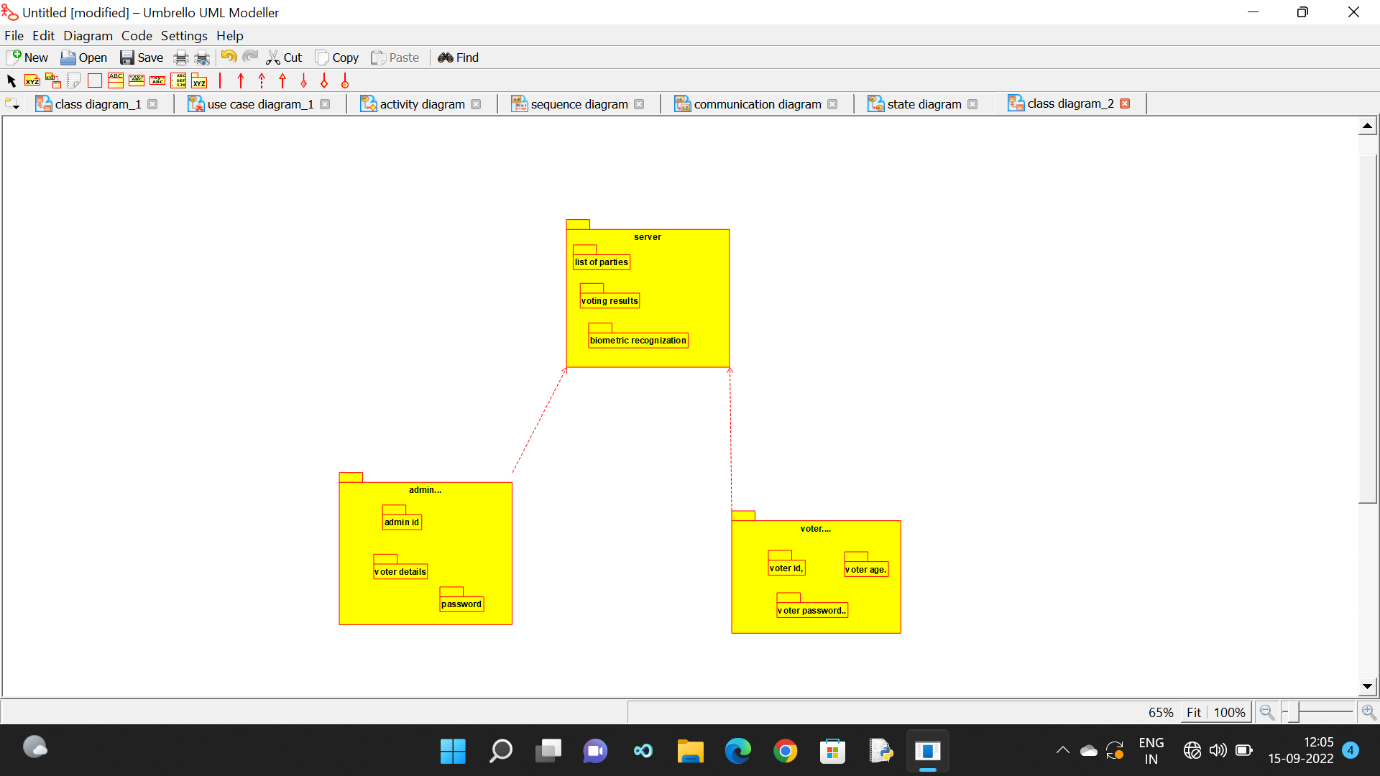 Untitled [modified] – Umbrello UML Modeller
File Edit Diagram Code Settings Help
New Open Save Cut Copy Paste Find
class diagram_1 use case diagram_1 activity diagram sequence diagram communication diagram state diagram class diagram_2
server
list of parties
voting results
biometric recognization
admin...
admin id
voter details
password
voter....
voter id,
voter age.
voter password..
65% Fit 100%
ENG
IN
12:05
15-09-2022
4